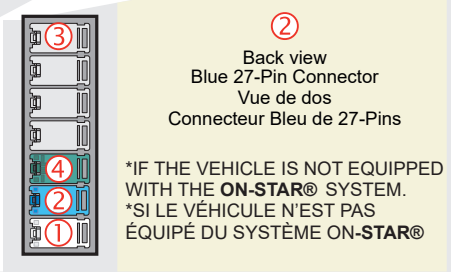 ③
④
②
①
②
Back view
Blue 27-Pin Connector
Vue de dos
Connecteur Bleu de 27-Pins
*IF THE VEHICLE IS NOT EQUIPPED
WITH THE ON-STAR® SYSTEM.
*SI LE VÉHICULE N'EST PAS
ÉQUIPÉ DU SYSTÈME ON-STAR®